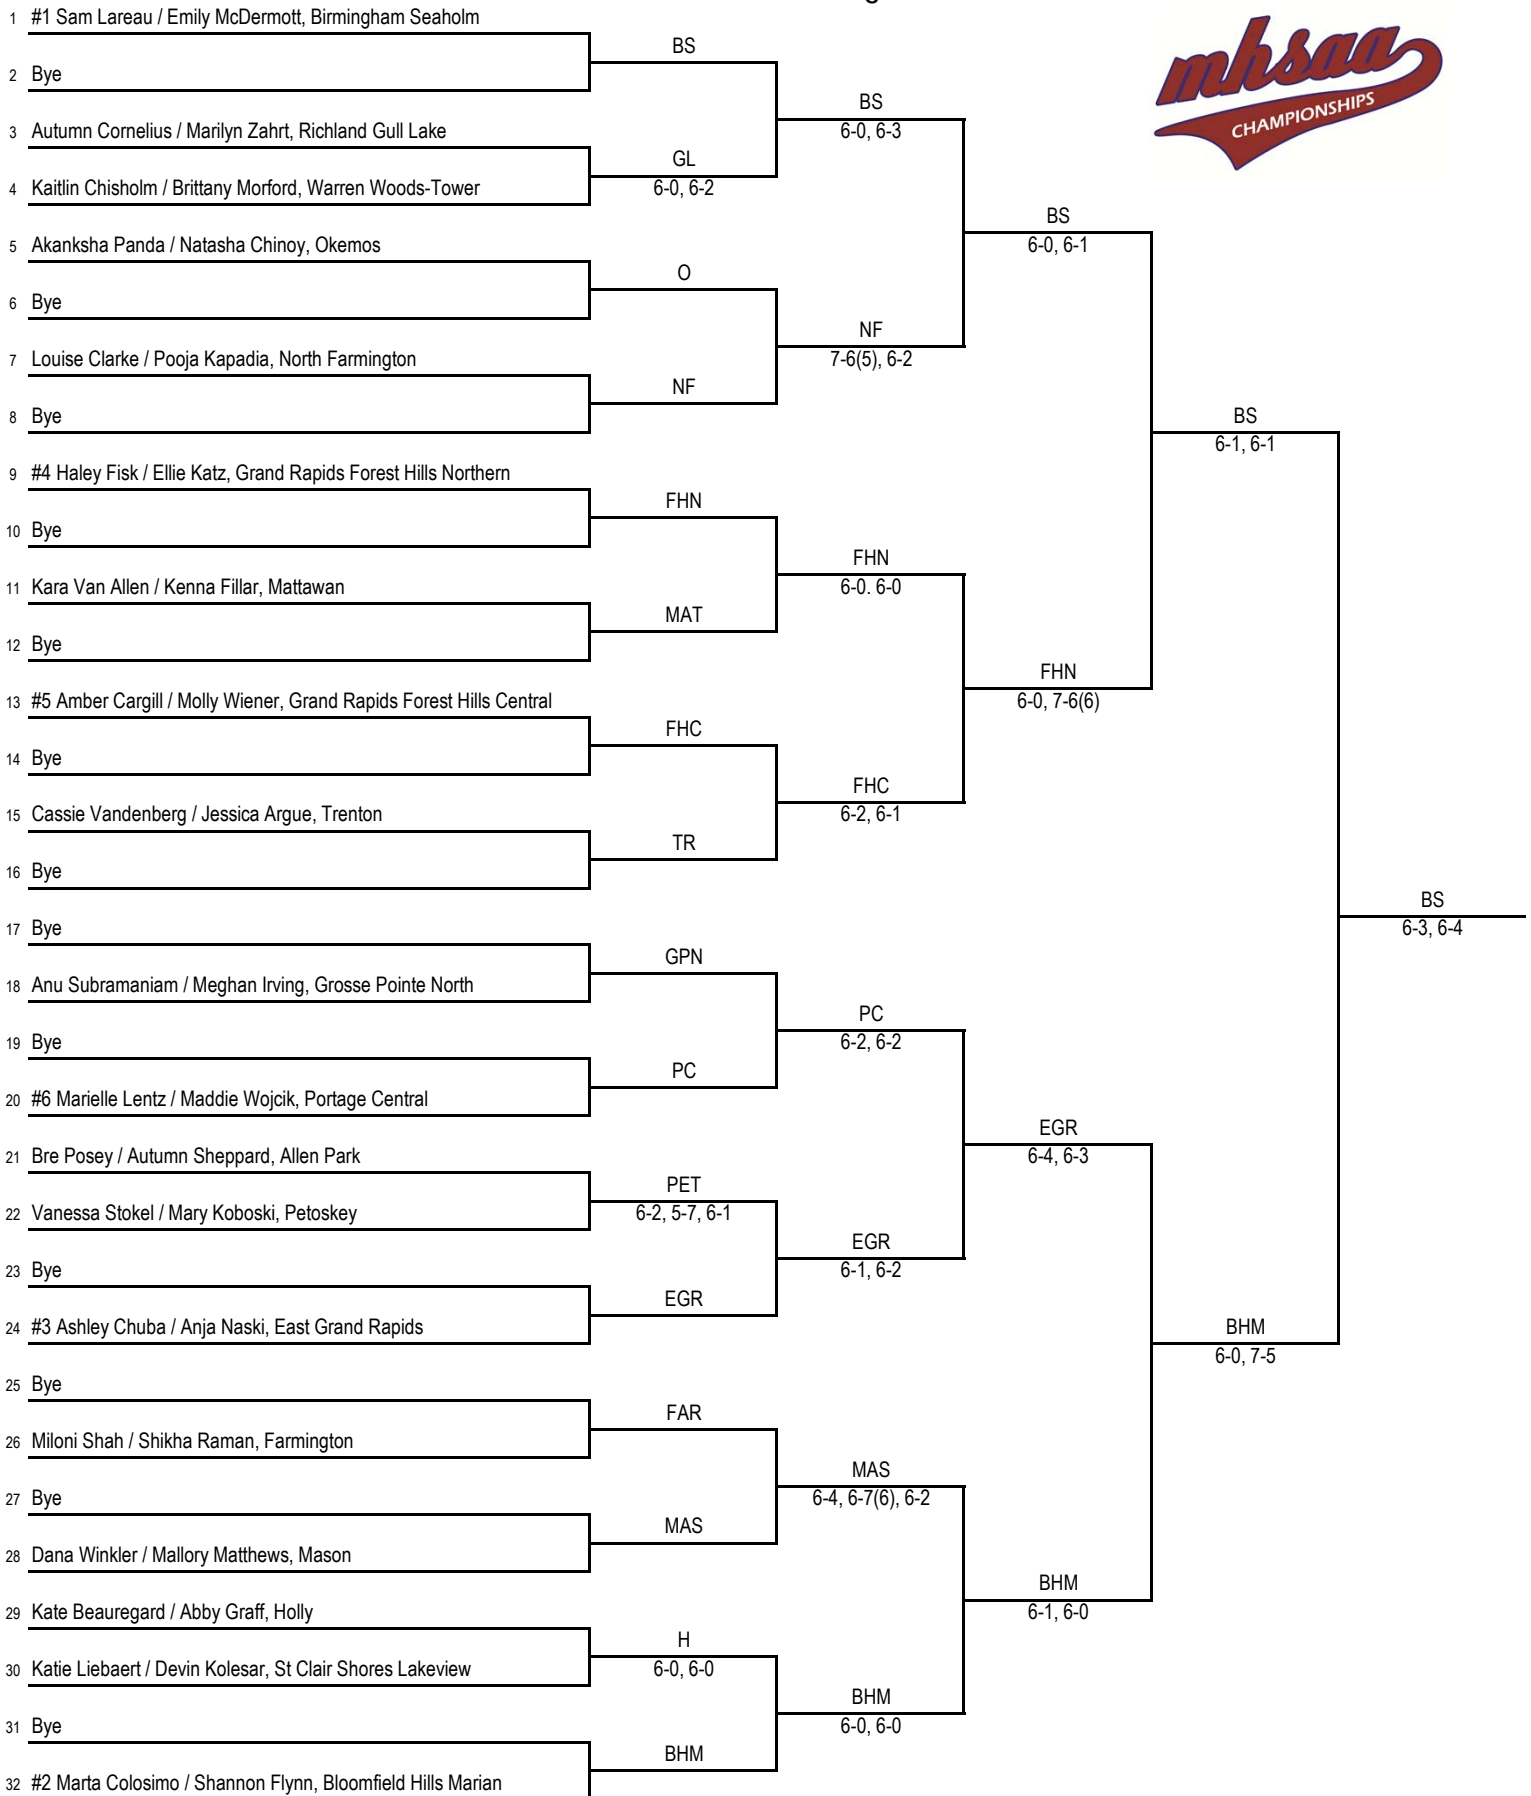 mhsaa
CHAMPIONSHIPS
1 #1 Sam Lareau / Emily McDermott, Birmingham Seaholm
BS
2 Bye
BS
6-0, 6-3
3 Autumn Cornelius / Marilyn Zahrt, Richland Gull Lake
GL
6-0, 6-2
4 Kaitlin Chisholm / Brittany Morford, Warren Woods-Tower
BS
6-0, 6-1
5 Akanksha Panda / Natasha Chinoy, Okemos
O
6 Bye
NF
7-6(5), 6-2
7 Louise Clarke / Pooja Kapadia, North Farmington
NF
8 Bye
BS
6-1, 6-1
9 #4 Haley Fisk / Ellie Katz, Grand Rapids Forest Hills Northern
FHN
10 Bye
FHN
6-0. 6-0
11 Kara Van Allen / Kenna Fillar, Mattawan
MAT
12 Bye
FHN
6-0, 7-6(6)
13 #5 Amber Cargill / Molly Wiener, Grand Rapids Forest Hills Central
FHC
14 Bye
FHC
6-2, 6-1
15 Cassie Vandenberg / Jessica Argue, Trenton
TR
16 Bye
BS
6-3, 6-4
17 Bye
GPN
18 Anu Subramaniam / Meghan Irving, Grosse Pointe North
PC
6-2, 6-2
19 Bye
PC
20 #6 Marielle Lentz / Maddie Wojcik, Portage Central
EGR
6-4, 6-3
21 Bre Posey / Autumn Sheppard, Allen Park
PET
6-2, 5-7, 6-1
22 Vanessa Stokel / Mary Koboski, Petoskey
EGR
6-1, 6-2
23 Bye
EGR
24 #3 Ashley Chuba / Anja Naski, East Grand Rapids
BHM
6-0, 7-5
25 Bye
FAR
26 Miloni Shah / Shikha Raman, Farmington
MAS
6-4, 6-7(6), 6-2
27 Bye
MAS
28 Dana Winkler / Mallory Matthews, Mason
BHM
6-1, 6-0
29 Kate Beauregard / Abby Graff, Holly
H
6-0, 6-0
30 Katie Liebaert / Devin Kolesar, St Clair Shores Lakeview
BHM
6-0, 6-0
31 Bye
BHM
32 #2 Marta Colosimo / Shannon Flynn, Bloomfield Hills Marian